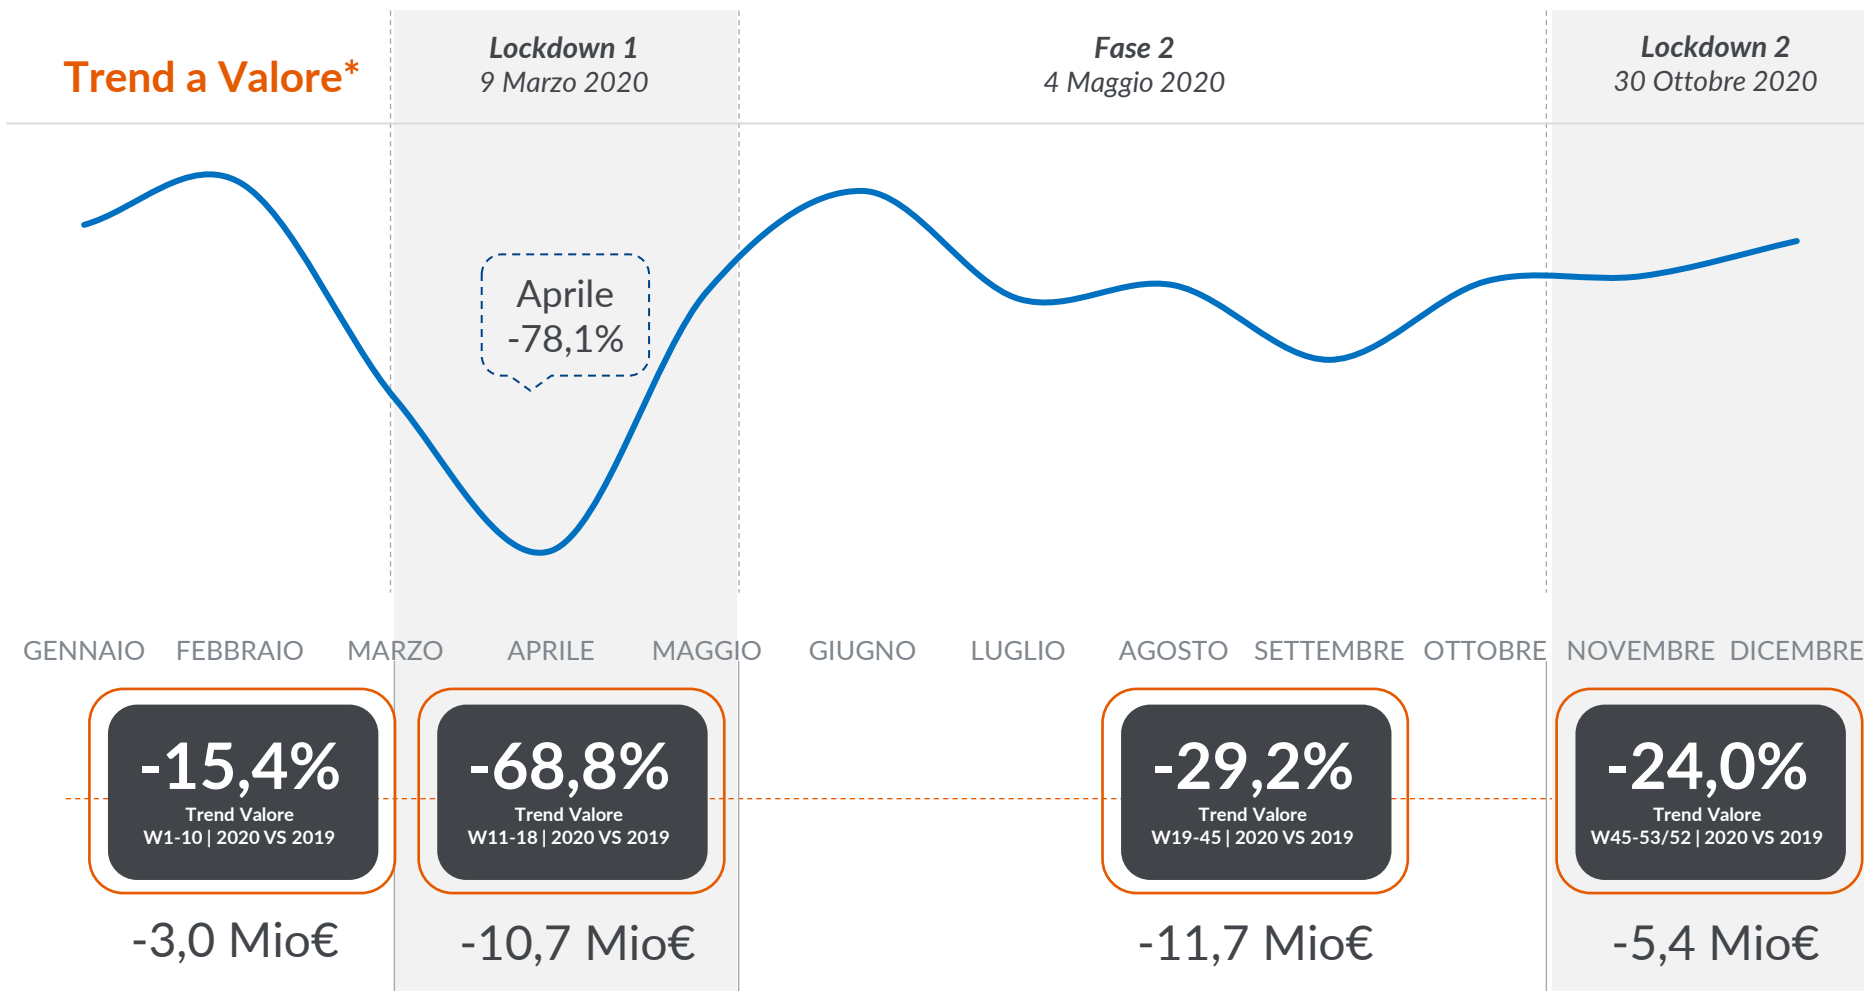 Trend a Valore*
Lockdown 1
9 Marzo 2020
Fase 2
4 Maggio 2020
Lockdown 2
30 Ottobre 2020
Aprile
-78,1%
GENNAIO FEBBRAIO MARZO APRILE MAGGIO GIUGNO LUGLIO AGOSTO SETTEMBRE OTTOBRE NOVEMBRE DICEMBRE
-15,4%
Trend Valore
W1-10 | 2020 VS 2019
-3,0 Mio€
-68,8%
Trend Valore
W11-18 | 2020 VS 2019
-10,7 Mio€
-29,2%
Trend Valore
W19-45 | 2020 VS 2019
-11,7 Mio€
-24,0%
Trend Valore
W45-53/52 | 2020 VS 2019
-5,4 Mio€